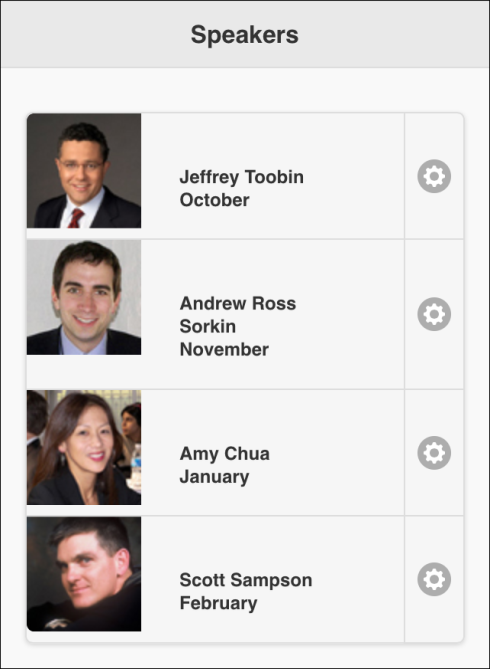 Speakers
Jeffrey Toobin
October
Andrew Ross
Sorkin
November
Amy Chua
January
Scott Sampson
February